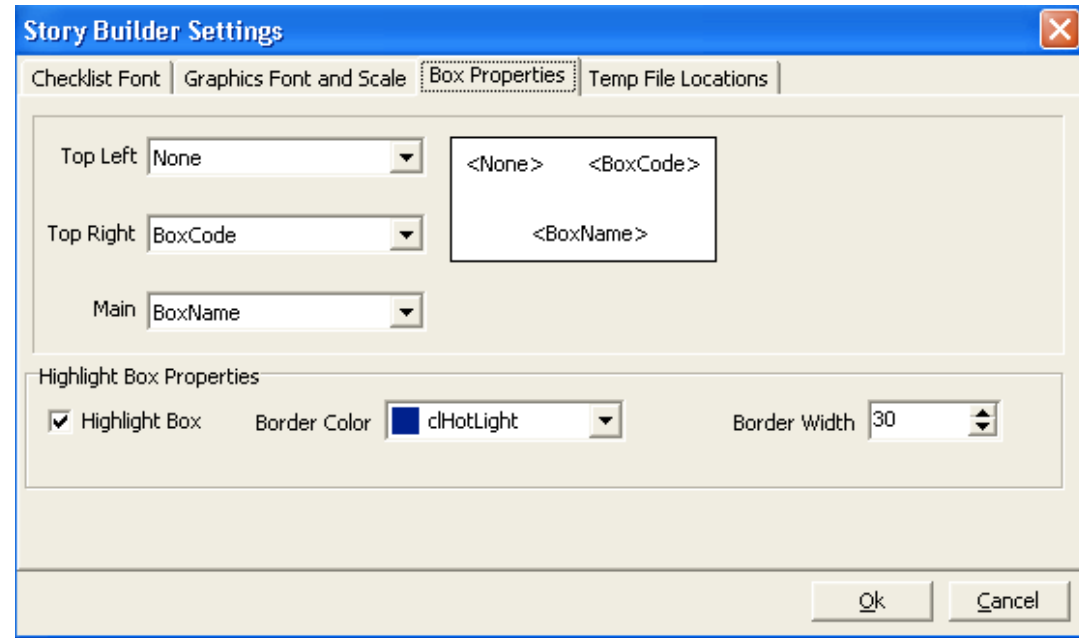 Story Builder Settings
Checklist Font Graphics Font and Scale Box Properties Temp File Locations
Top Left None <None> <BoxCode>
Top Right BoxCode <BoxName>
Main BoxName
Highlight Box Properties
Highlight Box Border Color clHotLight Border Width 30
Ok Cancel